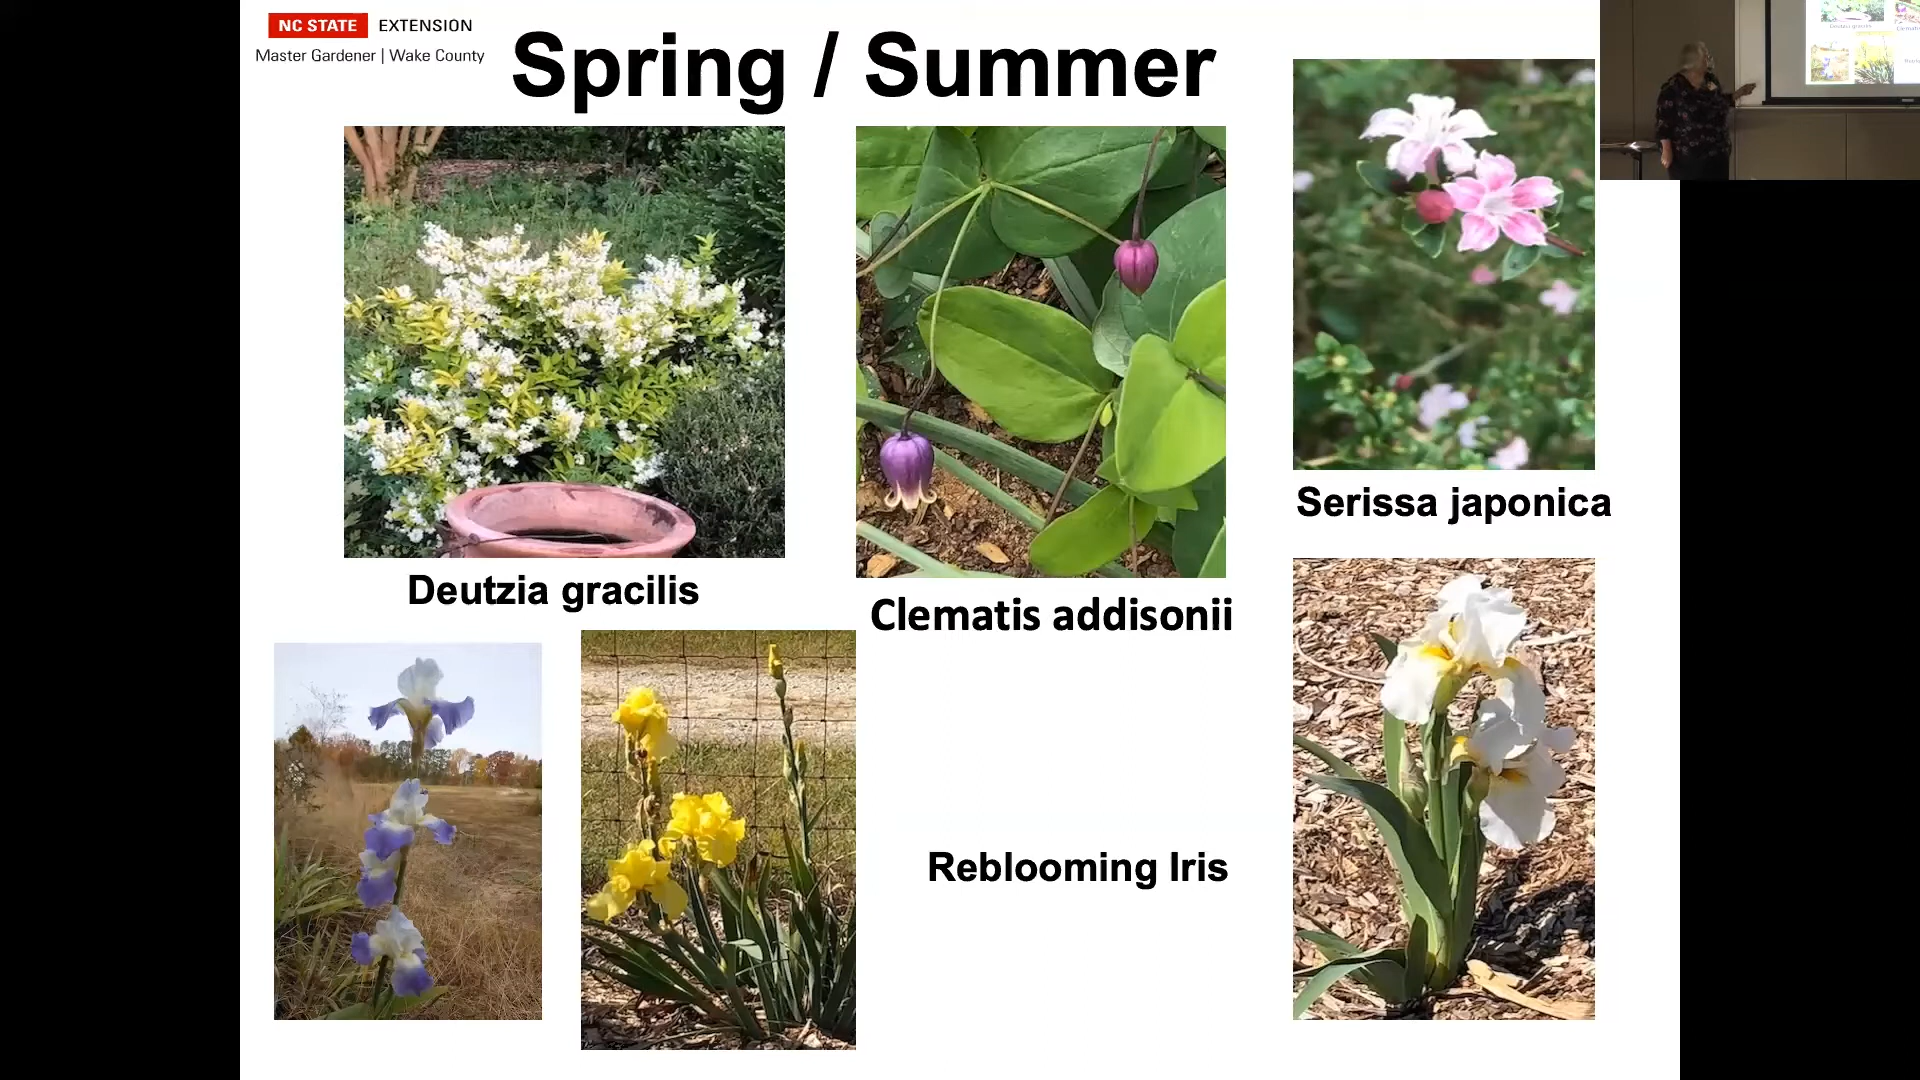 NC STATE EXTENSION
Master Gardener | Wake County
Spring / Summer
Serissa japonica
Deutzia gracilis
Clematis addisonii
Reblooming Iris